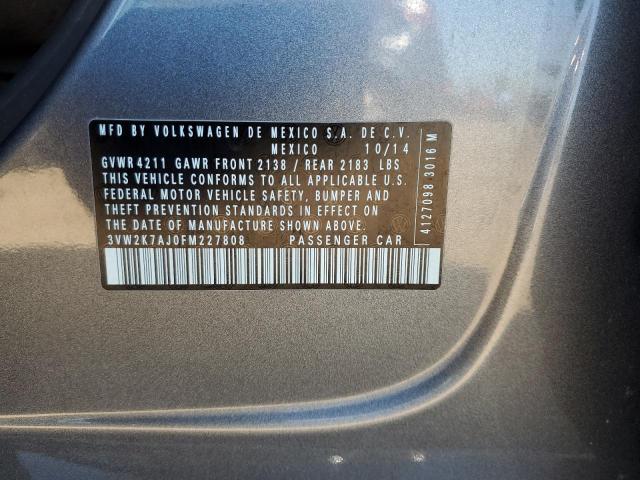 MFD BY VOLKSWAGEN DE MEXICO S.A. DE C.V.
MEXICO 10/14
GVWR 4211 GAWR FRONT 2138 / REAR 2183 LBS
THIS VEHICLE CONFORMS TO ALL APPLICABLE U.S.
FEDERAL MOTOR VEHICLE SAFETY, BUMPER AND
THEFT PREVENTION STANDARDS IN EFFECT ON
THE DATE OF MANUFACTURE SHOWN ABOVE.
3VW2K7AJ0FM227808 PASSENGER CAR
4127098 3016 M